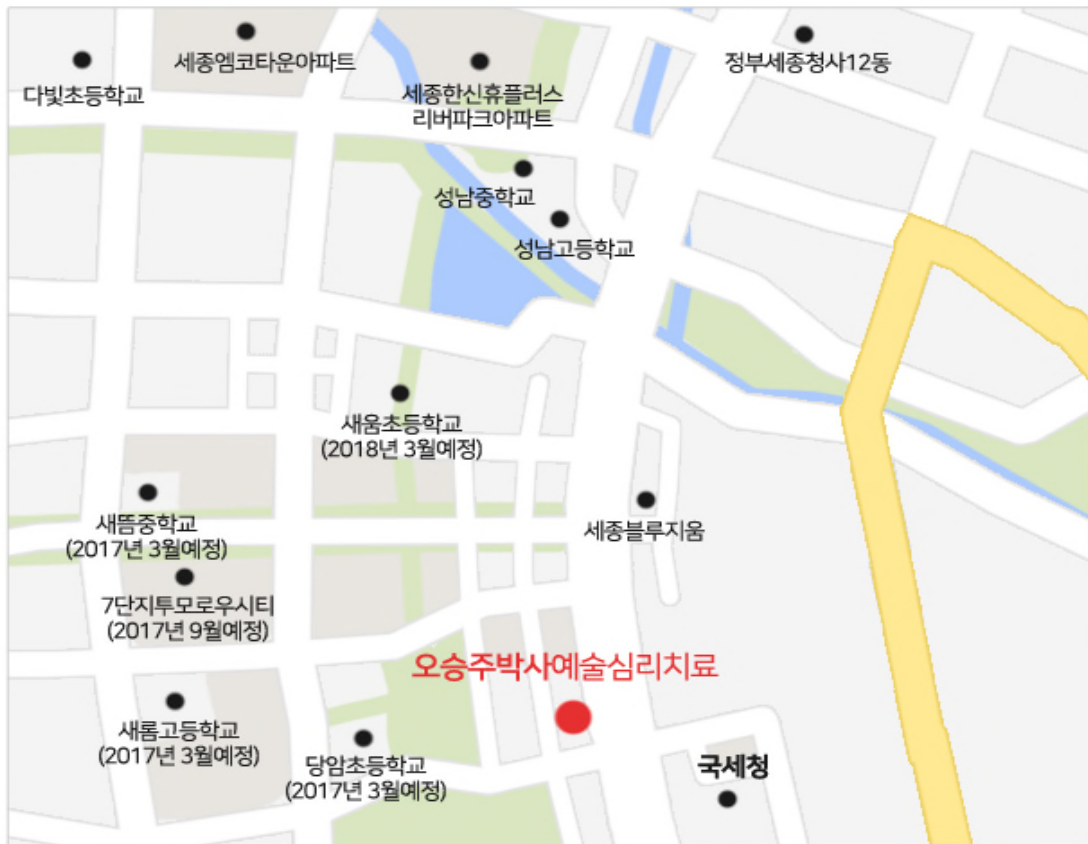 세종엠코타운아파트
정부세종청사12동
다빛초등학교
세종한신휴플러스
리버파크아파트
성남중학교
성남고등학교
새움초등학교
(2018년 3월예정)
새뜸중학교
(2017년 3월예정)
세종블루지움
7단지투모로우시티
(2017년 9월예정)
오승주박사예술심리치료
새롬고등학교
(2017년 3월예정)
당암초등학교
(2017년 3월예정)
국세청